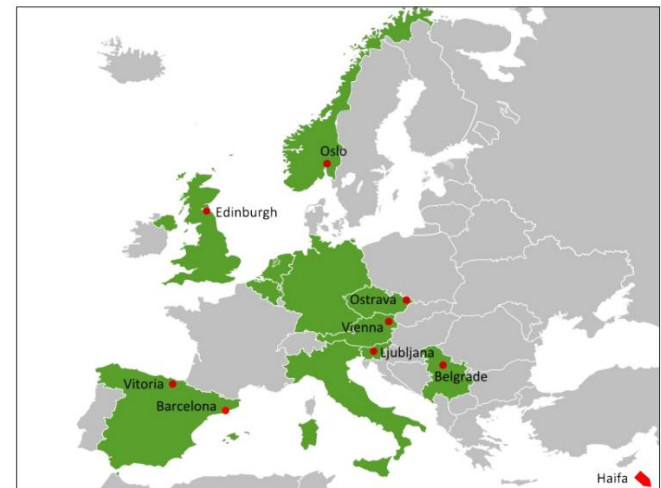 Oslo
Edinburgh
Ostrava
Vienna
Ljubljana
Belgrade
Vitoria
Barcelona
Haifa